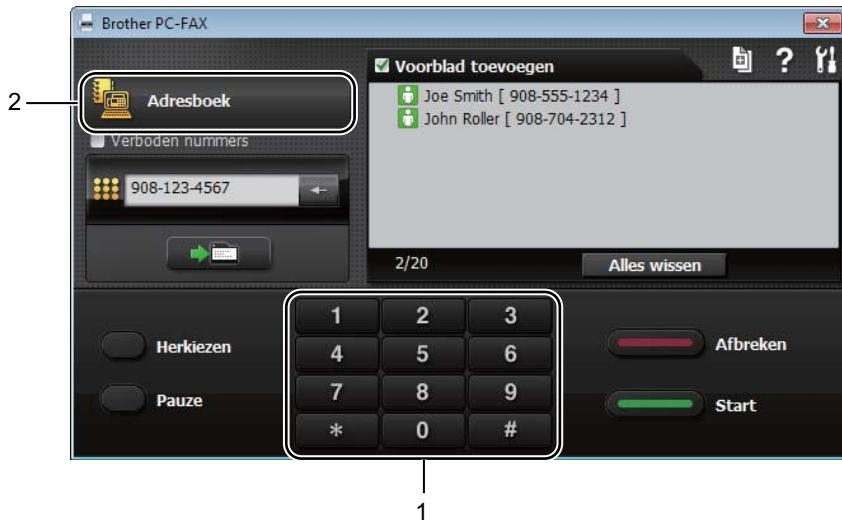 Brother PC-FAX
2
Adresboek
Verboden nummers
908-123-4567
Voorblad toevoegen
?
Joe Smith [ 908-555-1234 ]
John Roller [ 908-704-2312 ]
2/20
Alles wissen
Herkiezen
Pauze
1 2 3
4 5 6
7 8 9
* 0 #
Afbreken
Start
1